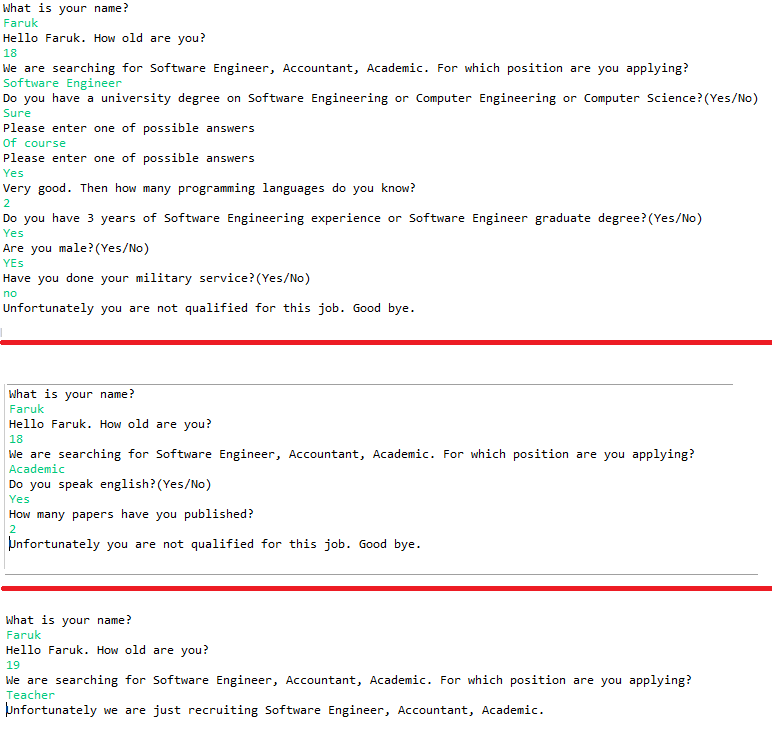 What is your name?
Faruk
Hello Faruk. How old are you?
18
We are searching for Software Engineer, Accountant, Academic. For which position are you applying?
Software Engineer
Do you have a university degree on Software Engineering or Computer Engineering or Computer Science?(Yes/No)
Sure
Please enter one of possible answers
Of course
Please enter one of possible answers
Yes
Very good. Then how many programming languages do you know?
2
Do you have 3 years of Software Engineering experience or Software Engineer graduate degree?(Yes/No)
Yes
Are you male?(Yes/No)
YEs
Have you done your military service?(Yes/No)
no
Unfortunately you are not qualified for this job. Good bye.
What is your name?
Faruk
Hello Faruk. How old are you?
18
We are searching for Software Engineer, Accountant, Academic. For which position are you applying?
Academic
Do you speak english?(Yes/No)
Yes
How many papers have you published?
2
Unfortunately you are not qualified for this job. Good bye.
What is your name?
Faruk
Hello Faruk. How old are you?
19
We are searching for Software Engineer, Accountant, Academic. For which position are you applying?
Teacher
Unfortunately we are just recruiting Software Engineer, Accountant, Academic.